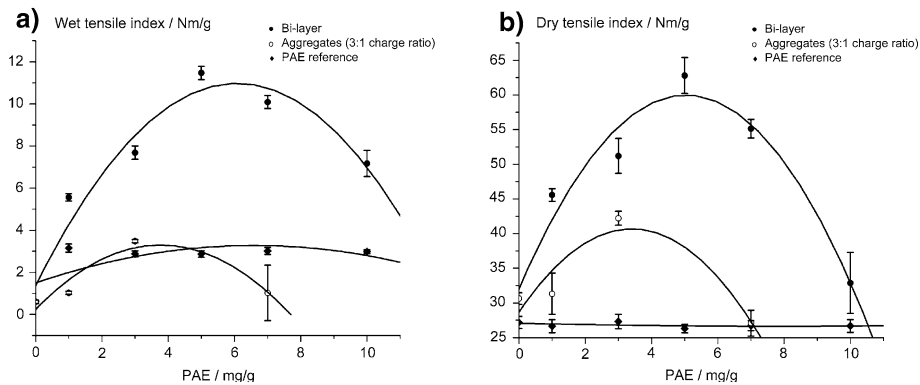 a)
Wet tensile index / Nm/g
Bi-layer
Aggregates (3:1 charge ratio)
PAE reference
12
10
8
6
4
2
0
0
2
4
6
8
10
PAE / mg/g
b)
Dry tensile index / Nm/g
Bi-layer
Aggregates (3:1 charge ratio)
PAE reference
65
60
55
50
45
40
35
30
25
0
2
4
6
8
10
PAE / mg/g